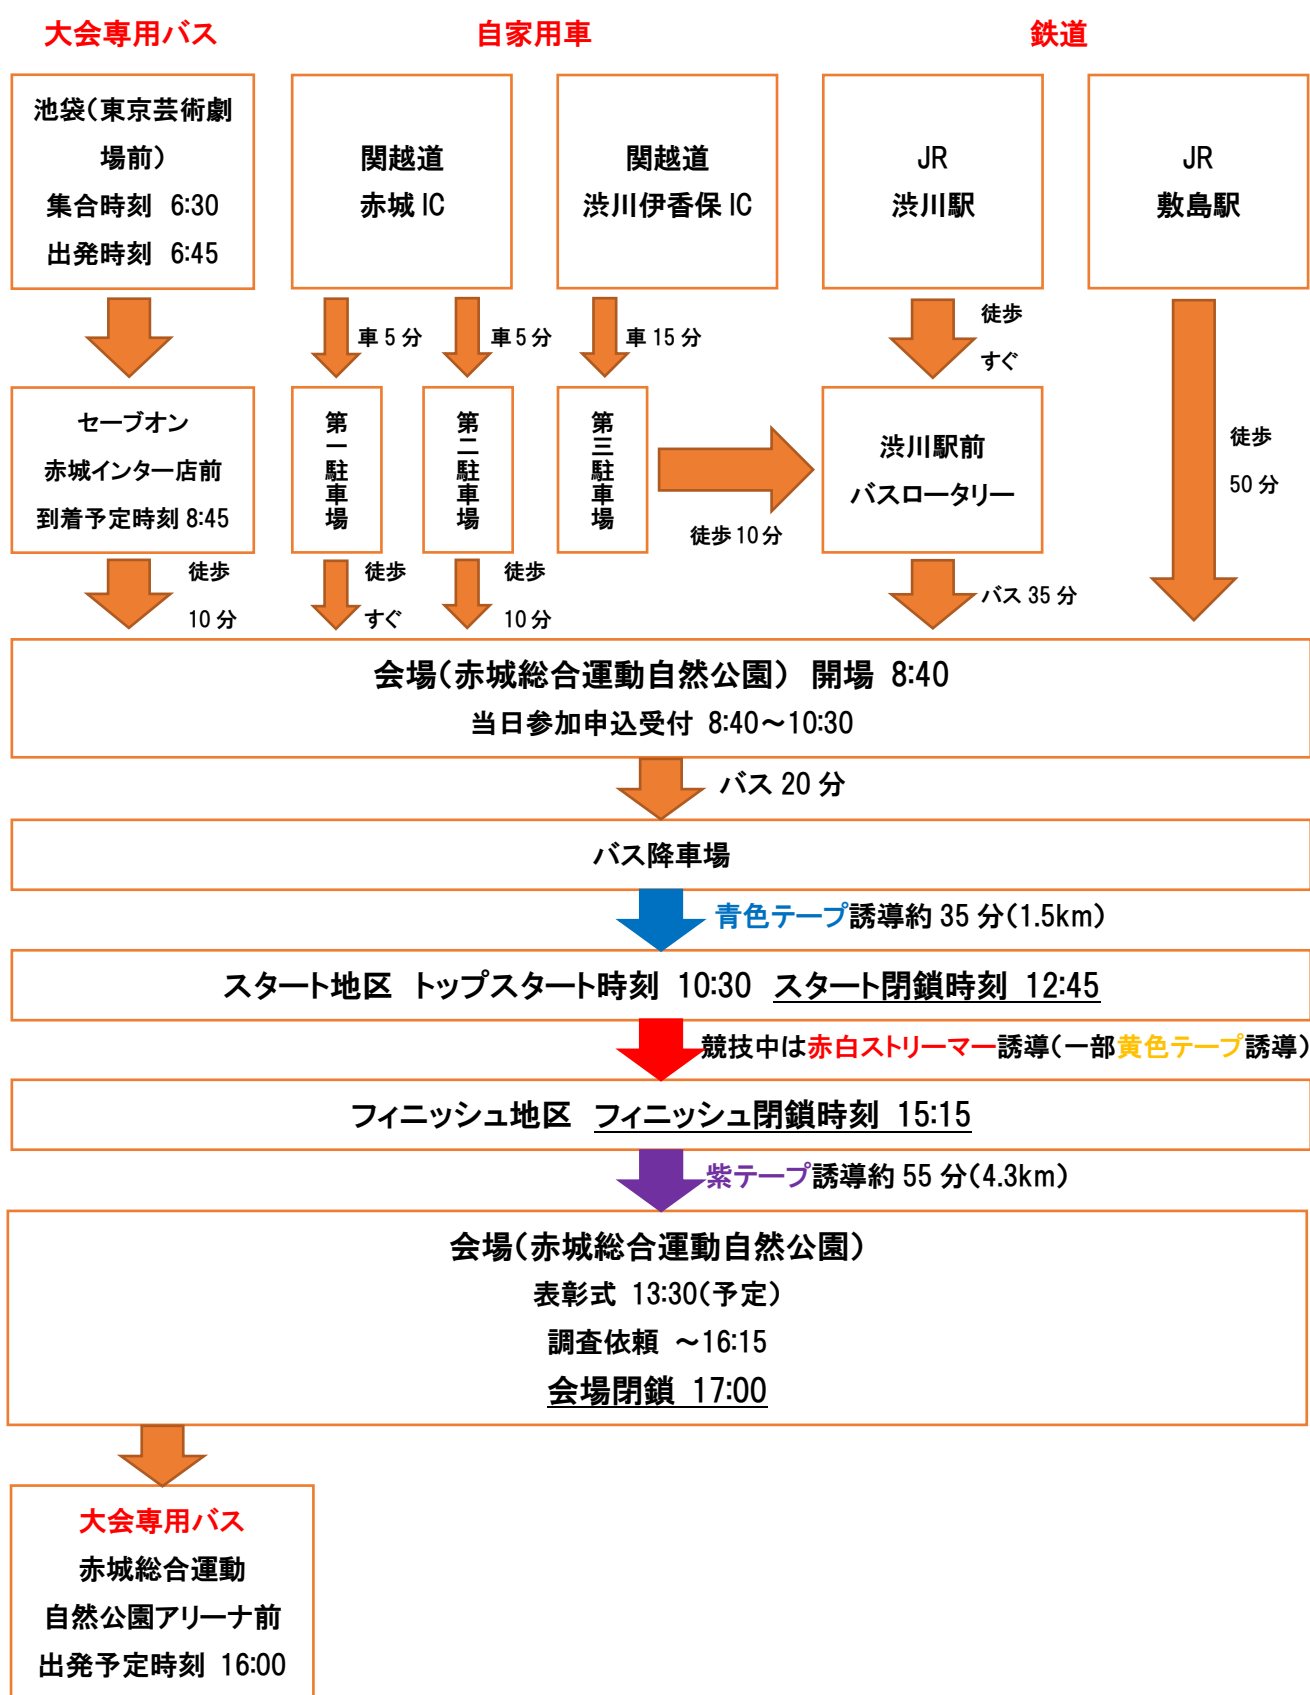 大会専用バス
自家用車
鉄道
池袋（東京芸術劇
場前）
集合時刻 6:30
出発時刻 6:45
関越道
赤城 IC
関越道
渋川伊香保 IC
JR
渋川駅
JR
敷島駅
車 5 分
車 5 分
車 15 分
徒歩
すぐ
セーブオン
赤城インター店前
到着予定時刻 8:45
第一駐車場
第二駐車場
第三駐車場
徒歩 10 分
渋川駅前
バスロータリー
徒歩
50 分
徒歩
10 分
徒歩
すぐ
徒歩
10 分
バス 35 分
会場（赤城総合運動自然公園） 開場 8:40
当日参加申込受付 8:40～10:30
バス 20 分
バス降車場
青色テープ誘導約 35 分（1.5km）
スタート地区 トップスタート時刻 10:30 スタート閉鎖時刻 12:45
競技中は赤白ストリーマー誘導（一部黄色テープ誘導）
フィニッシュ地区 フィニッシュ閉鎖時刻 15:15
紫テープ誘導約 55 分（4.3km）
会場（赤城総合運動自然公園）
表彰式 13:30（予定）
調査依頼 ～16:15
会場閉鎖 17:00
大会専用バス
赤城総合運動
自然公園アリーナ前
出発予定時刻 16:00